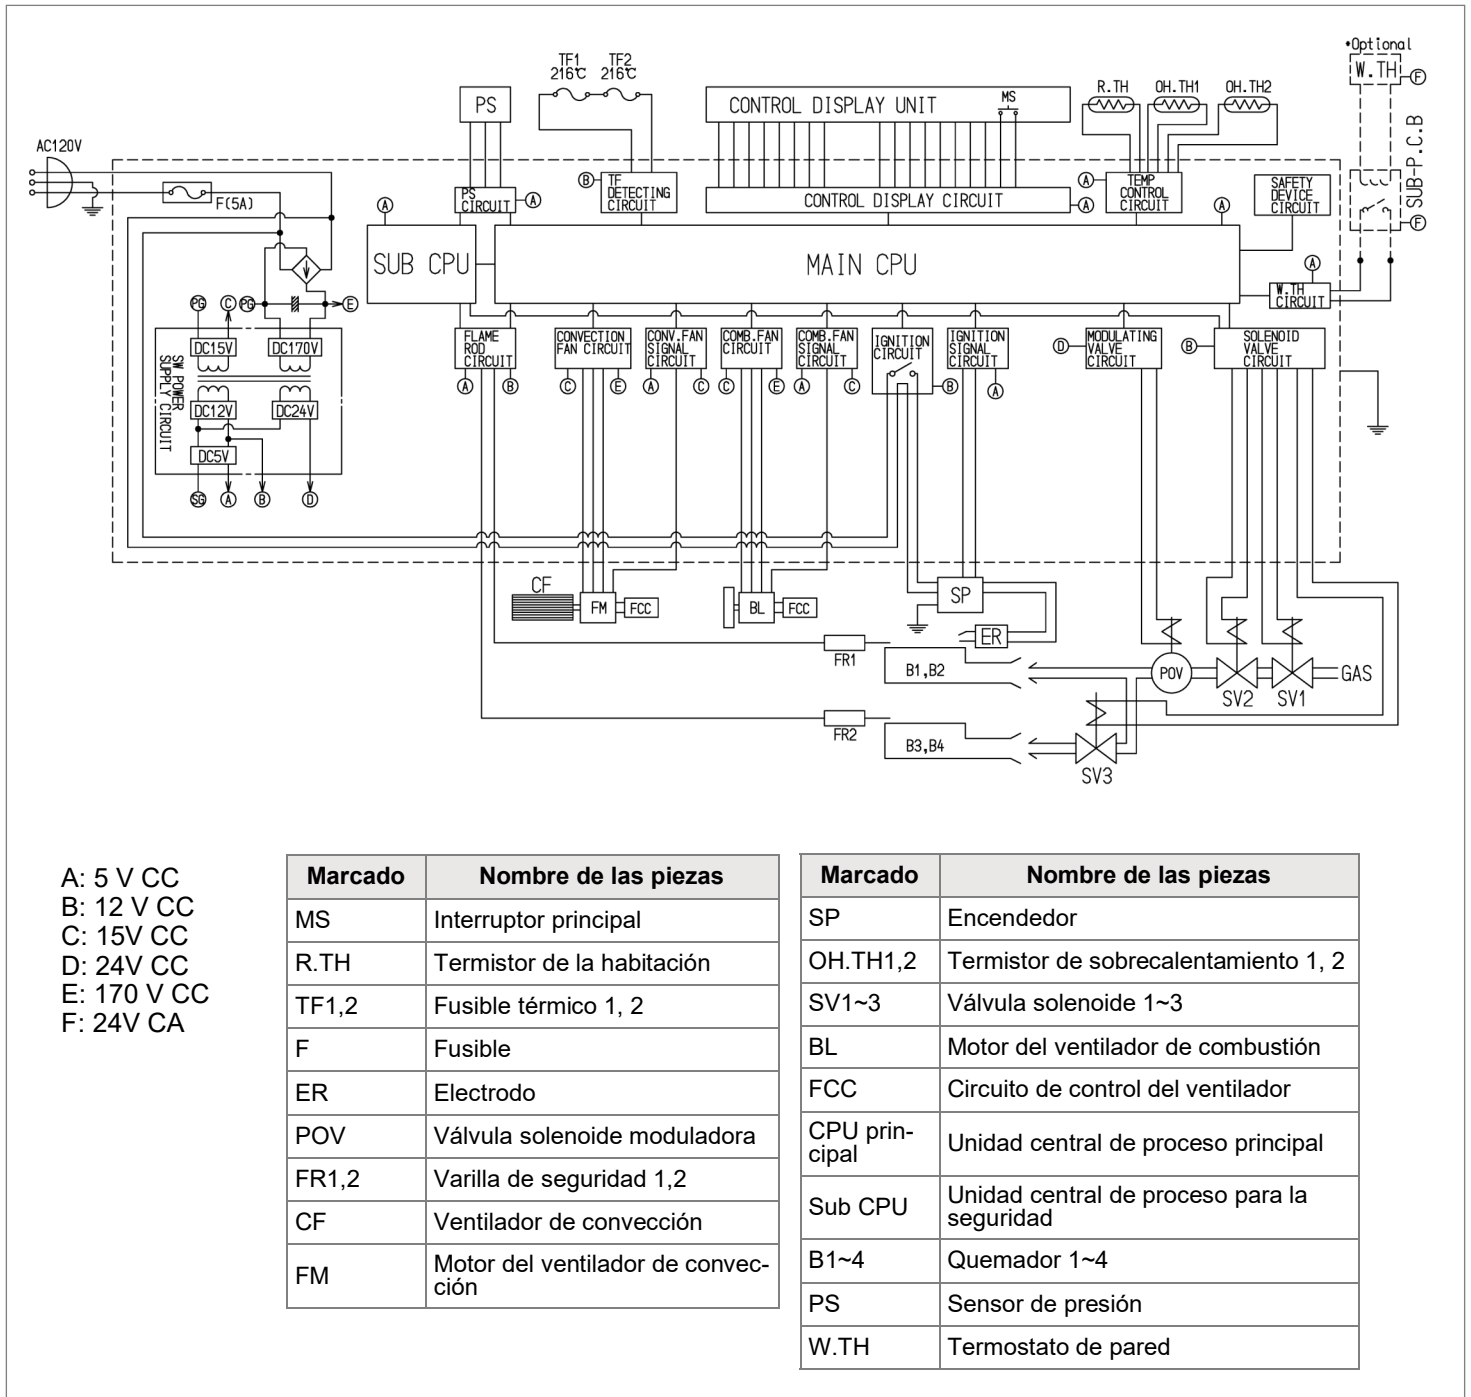 •Optional
W.TH
F
SUB-P.C.B
F
TF1
216℃
TF2
216℃
PS
CONTROL DISPLAY UNIT
MS
R.TH
OH.TH1
OH.TH2
AC120V
F(5A)
A
PS
CIRCUIT
A
B
TF
DETECTING
CIRCUIT
CONTROL DISPLAY CIRCUIT
A
A
TEMP
CONTROL
CIRCUIT
A
SAFETY
DEVICE
CIRCUIT
SUB CPU
MAIN CPU
A
W.TH
CIRCUIT
PG
C
PG
E
DC15V
DC170V
SW POWER
SUPPLY CIRCUIT
DC12V
DC24V
DC5V
SG
A
B
D
FLAME
ROD
CIRCUIT
A
B
CONVECTION
FAN CIRCUIT
C
E
CONV.FAN
SIGNAL
CIRCUIT
A
C
COMB.FAN
CIRCUIT
C
E
COMB.FAN
SIGNAL
CIRCUIT
A
C
IGNITION
CIRCUIT
B
IGNITION
SIGNAL
CIRCUIT
A
D
MODULATING
VALVE
CIRCUIT
B
SOLENOID
VALVE
CIRCUIT
CF
FM
FCC
BL
FCC
SP
ER
FR1
B1,B2
POV
SV2
SV1
GAS
FR2
B3,B4
SV3
A: 5 V CC
B: 12 V CC
C: 15V CC
D: 24V CC
E: 170 V CC
F: 24V CA
Marcado Nombre de las piezas
MS Interruptor principal
R.TH Termistor de la habitación
TF1,2 Fusible térmico 1, 2
F Fusible
ER Electrodo
POV Válvula solenoide moduladora
FR1,2 Varilla de seguridad 1,2
CF Ventilador de convección
FM Motor del ventilador de convec-
ción
Marcado Nombre de las piezas
SP Encendedor
OH.TH1,2 Termistor de sobrecalentamiento 1, 2
SV1~3 Válvula solenoide 1~3
BL Motor del ventilador de combustión
FCC Circuito de control del ventilador
CPU prin-
cipal Unidad central de proceso principal
Sub CPU Unidad central de proceso para la
seguridad
B1~4 Quemador 1~4
PS Sensor de presión
W.TH Termostato de pared